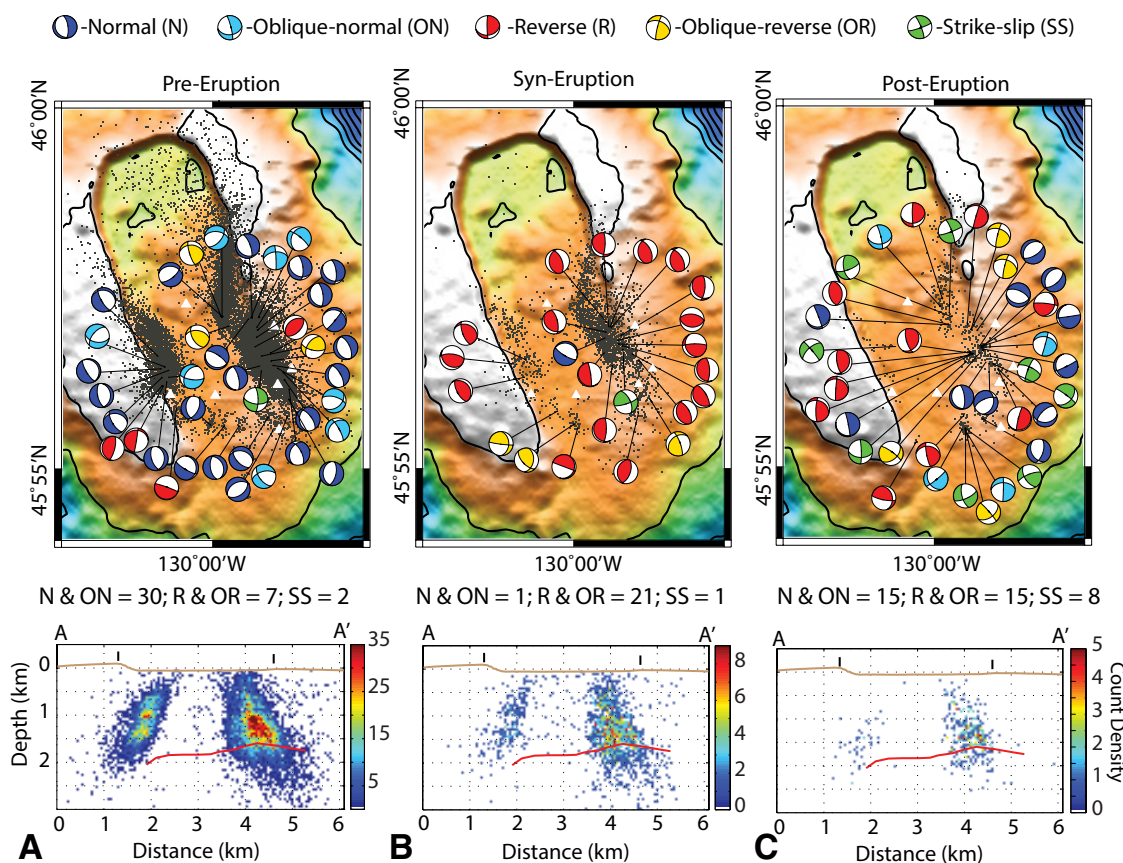 -Normal (N) -Oblique-normal (ON) -Reverse (R) -Oblique-reverse (OR) -Strike-slip (SS)
Pre-Eruption Syn-Eruption Post-Eruption
46°00'N 46°00'N 46°00'N
45°55'N 45°55'N 45°55'N
130°00'W 130°00'W 130°00'W
N & ON = 30; R & OR = 7; SS = 2 N & ON = 1; R & OR = 21; SS = 1 N & ON = 15; R & OR = 15; SS = 8
A A' A A' A A'
Depth (km)
0
1
2
35
25
15
5
8
6
4
2
0
5
4
3
2
1
0
Count Density
0 1 2 3 4 5 6 0 1 2 3 4 5 6 0 1 2 3 4 5 6
A Distance (km) B Distance (km) C Distance (km)